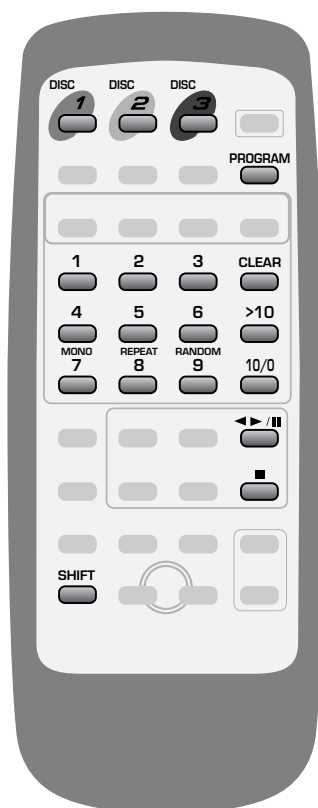 DISC DISC DISC
1 2 3
PROGRAM
1 2 3 CLEAR
4 5 6 >10
MONO REPEAT RANDOM
7 8 9 10/0
SHIFT